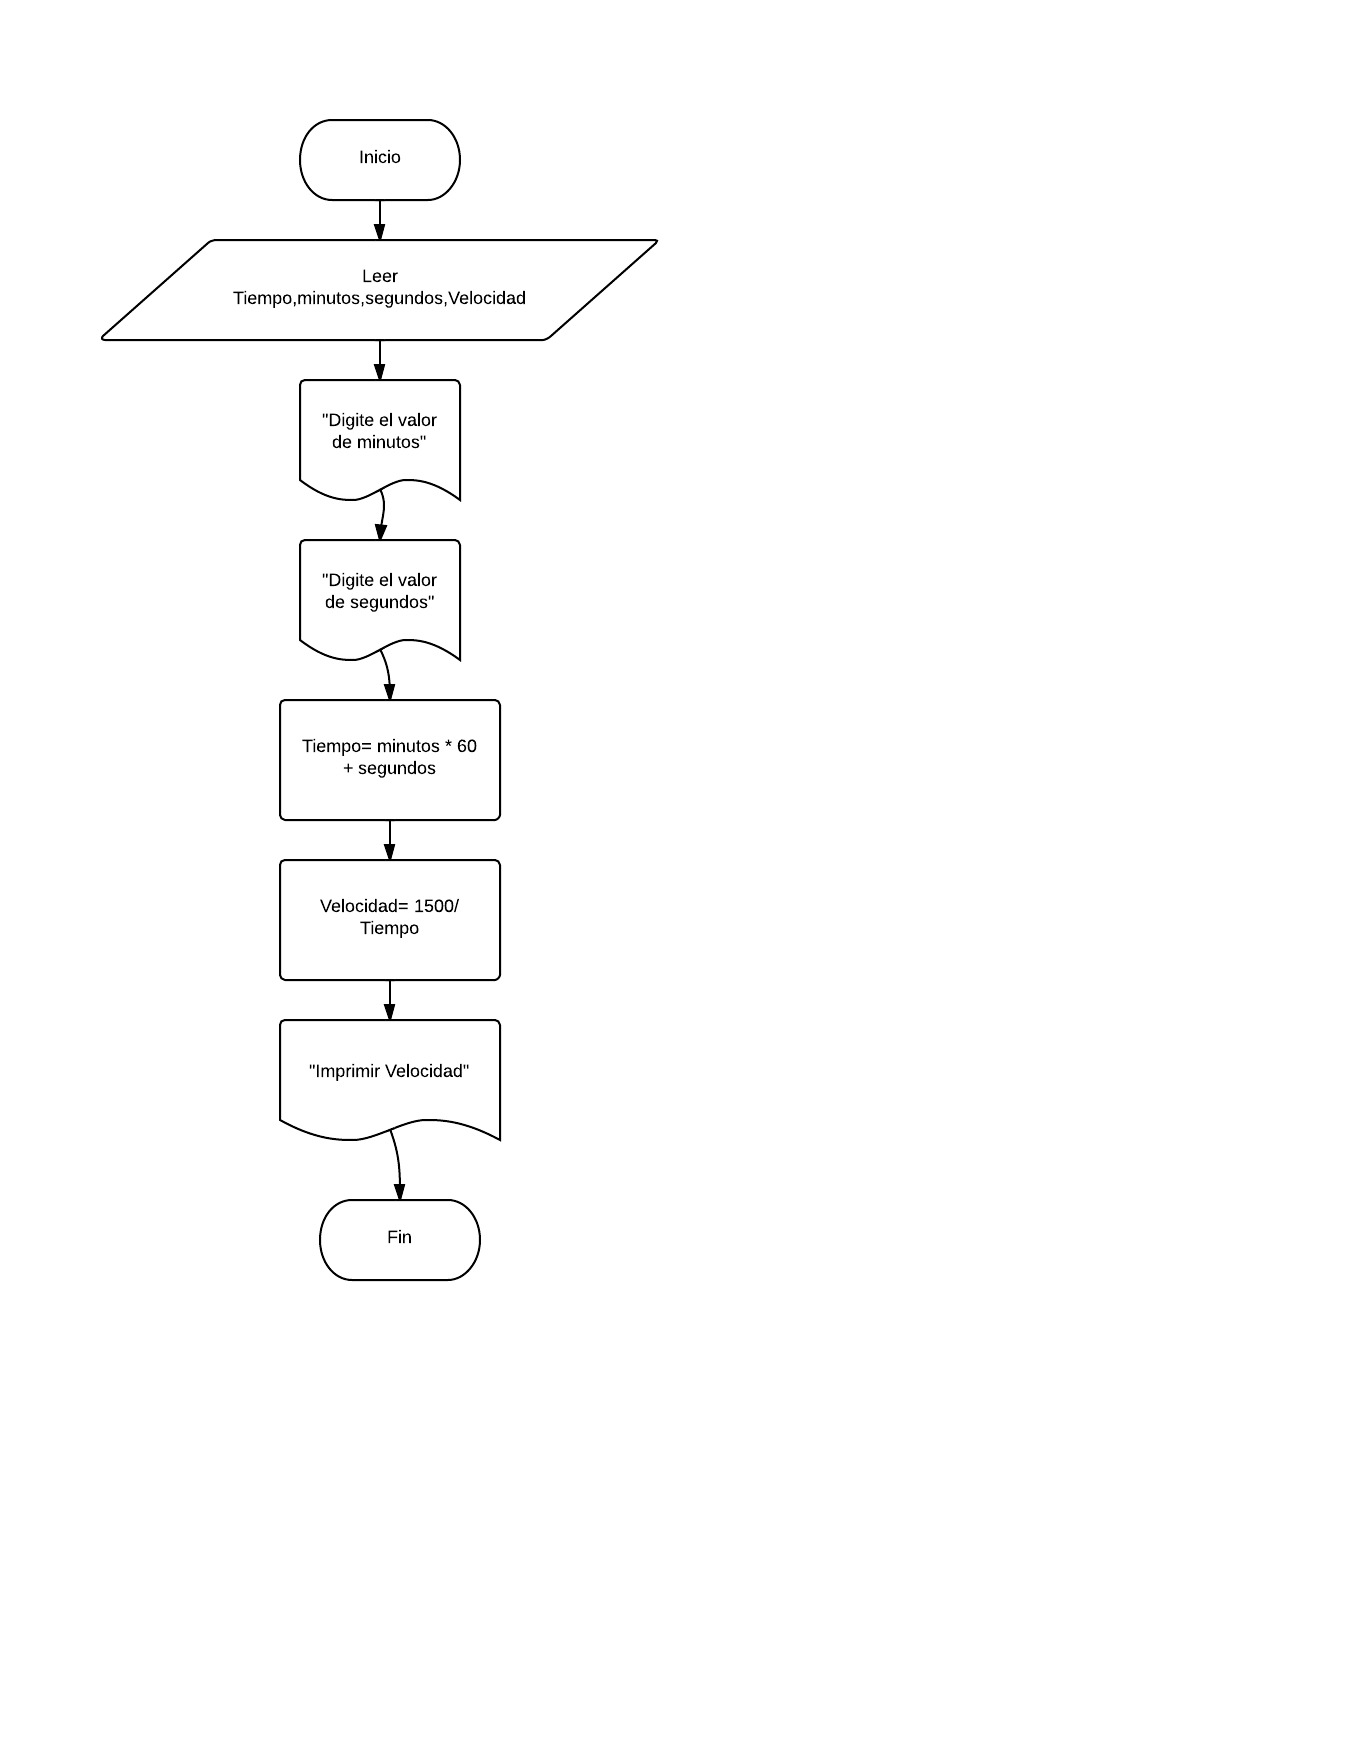 Inicio
Leer
Tiempo,minutos,segundos,Velocidad
"Digite el valor
de minutos"
"Digite el valor
de segundos"
Tiempo= minutos * 60
+ segundos
Velocidad= 1500/
Tiempo
"Imprimir Velocidad"
Fin